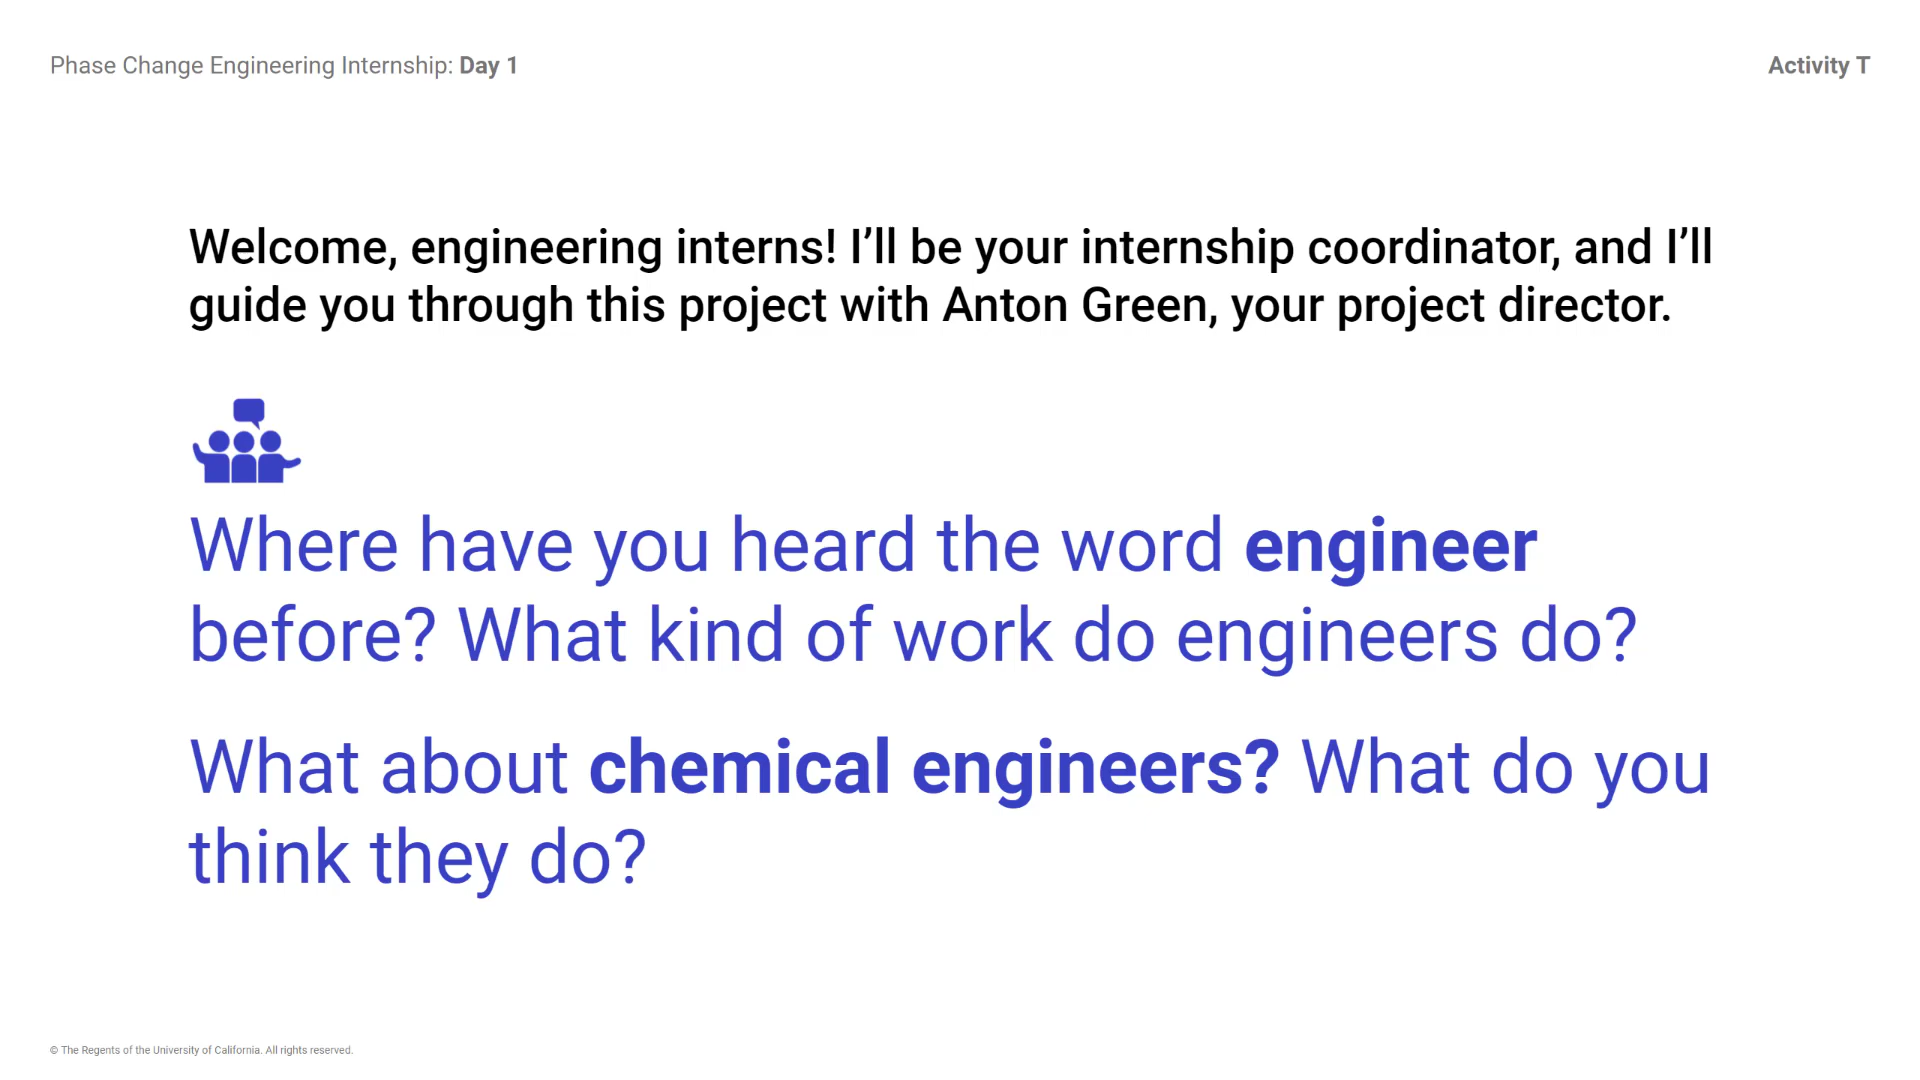 Phase Change Engineering Internship: Day 1
Activity T
Welcome, engineering interns! I’ll be your internship coordinator, and I’ll
guide you through this project with Anton Green, your project director.
Where have you heard the word engineer
before? What kind of work do engineers do?
What about chemical engineers? What do you
think they do?
© The Regents of the University of California. All rights reserved.